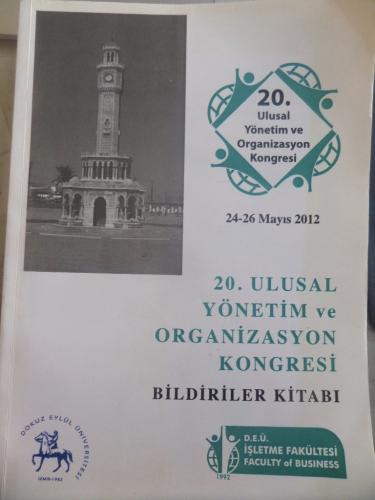 20.
Ulusal
Yönetim ve
Organizasyon
Kongresi
24-26 Mayıs 2012
20. ULUSAL
YÖNETİM ve
ORGANİZASYON
KONGRESİ
BİLDİRİLER KİTABI
DOKUZ EYLÜL ÜNİVERSİTESİ
İZMİR-1982
D.E.Ü.
İŞLETME FAKÜLTESİ
FACULTY of BUSINESS
1992